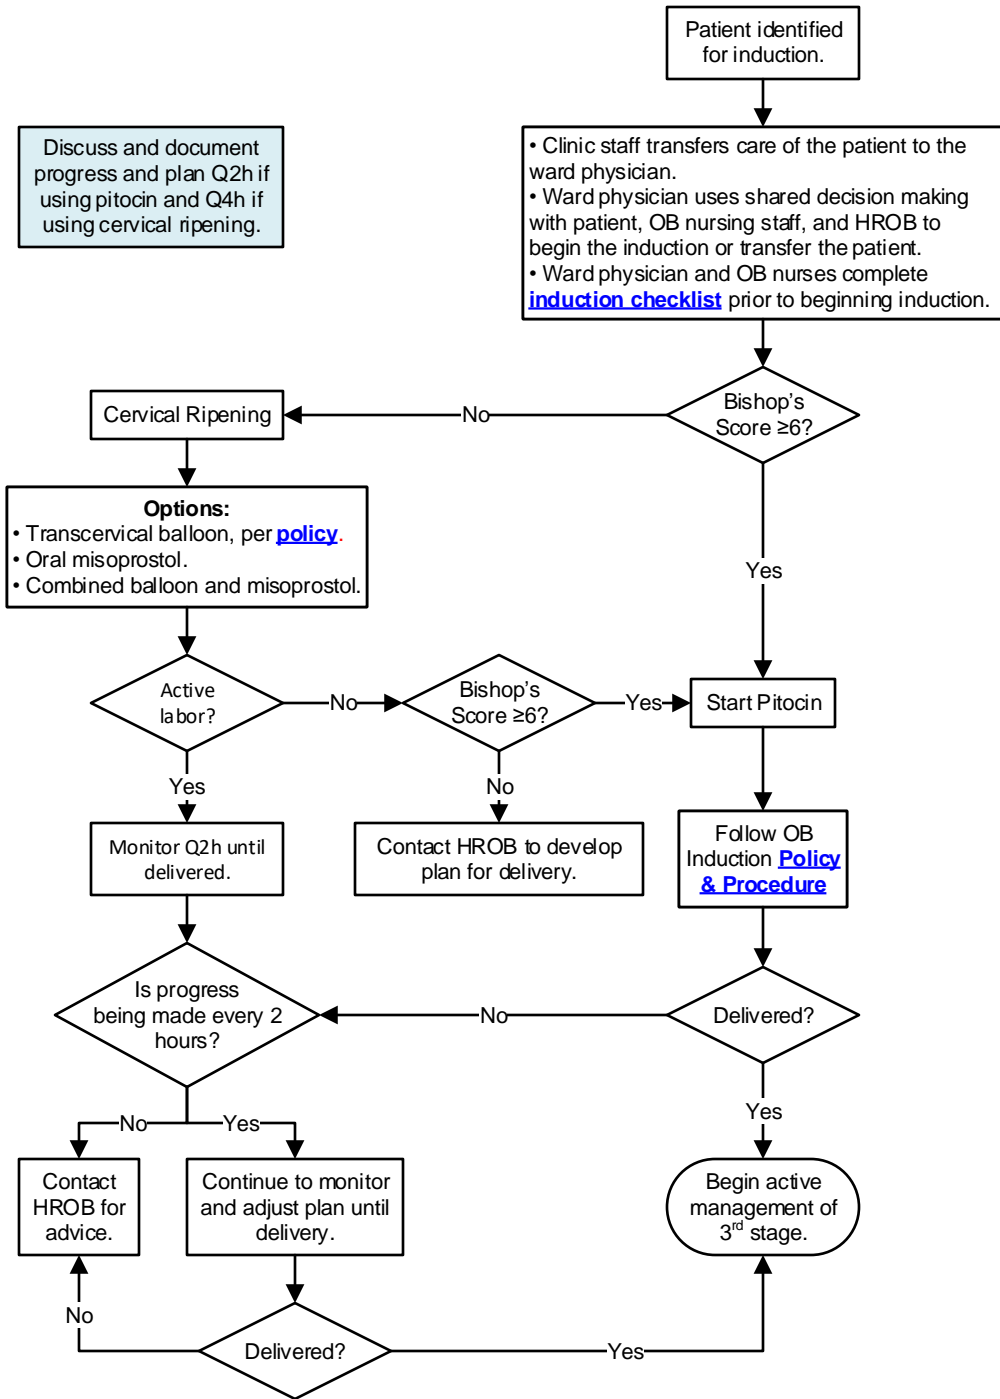 Patient identified
for induction.
Discuss and document
progress and plan Q2h if
using pitocin and Q4h if
using cervical ripening.
• Clinic staff transfers care of the patient to the
ward physician.
• Ward physician uses shared decision making
with patient, OB nursing staff, and HROB to
begin the induction or transfer the patient.
• Ward physician and OB nurses complete
induction checklist prior to beginning induction.
Bishop's
Score ≥6?
No
Cervical Ripening
Options:
• Transcervical balloon, per policy.
• Oral misoprostol.
• Combined balloon and misoprostol.
Yes
Active
labor?
No
Bishop's
Score ≥6?
Yes
Start Pitocin
Yes
No
Monitor Q2h until
delivered.
Contact HROB to develop
plan for delivery.
Follow OB
Induction Policy
& Procedure
Is progress
being made every 2
hours?
No
Delivered?
Yes
No
Yes
Contact
HROB for
advice.
Continue to monitor
and adjust plan until
delivery.
Begin active
management of
3rd stage.
No
Delivered?
Yes